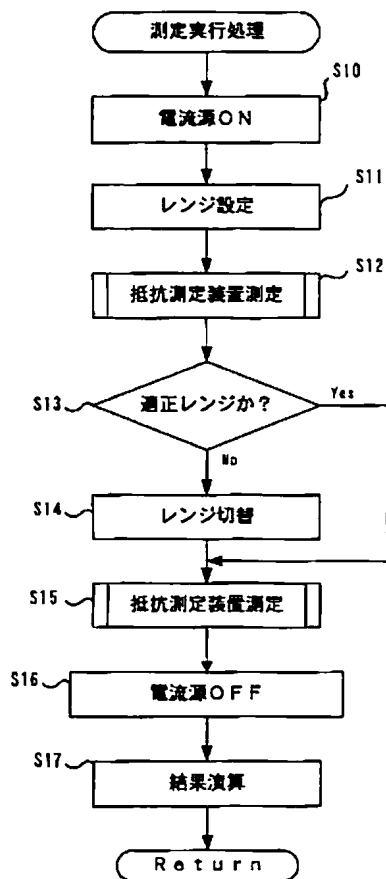 測定実行処理
S10
電流源ON
S11
レンジ設定
S12
抵抗測定装置測定
S13
適正レンジか？
Yes
No
S14
レンジ切替
S15
抵抗測定装置測定
S16
電流源OFF
S17
結果演算
Return